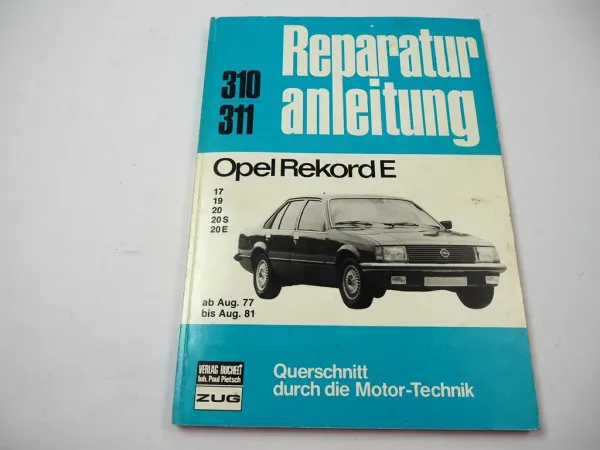 310
311
Reparatur
anleitung
Opel Rekord E
17
19
20
20 S
20 E
ab Aug. 77
bis Aug. 81
VERLAG BUCHELI
Inh. Paul Pietsch
ZUG
Querschnitt
durch die Motor-Technik